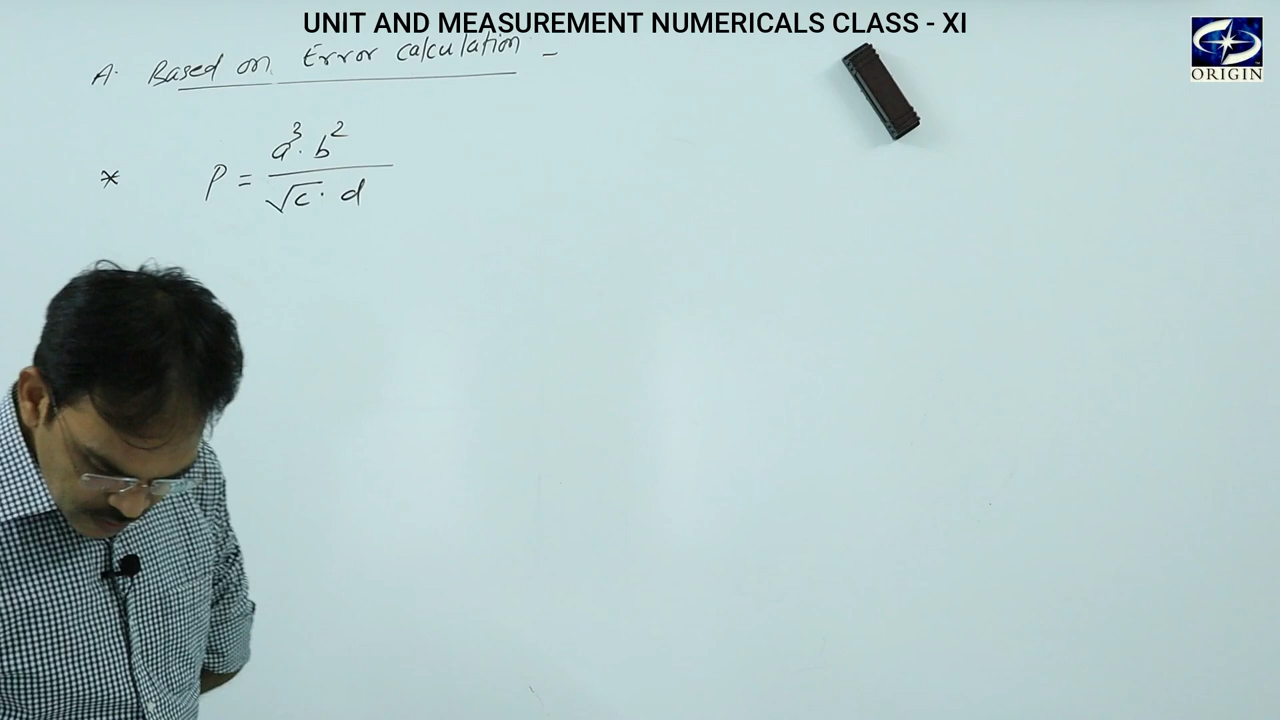 UNIT AND MEASUREMENT NUMERICALS CLASS - XI
A. Based on Error calculation -
ORIGIN
* P = a³. b² / √c . d